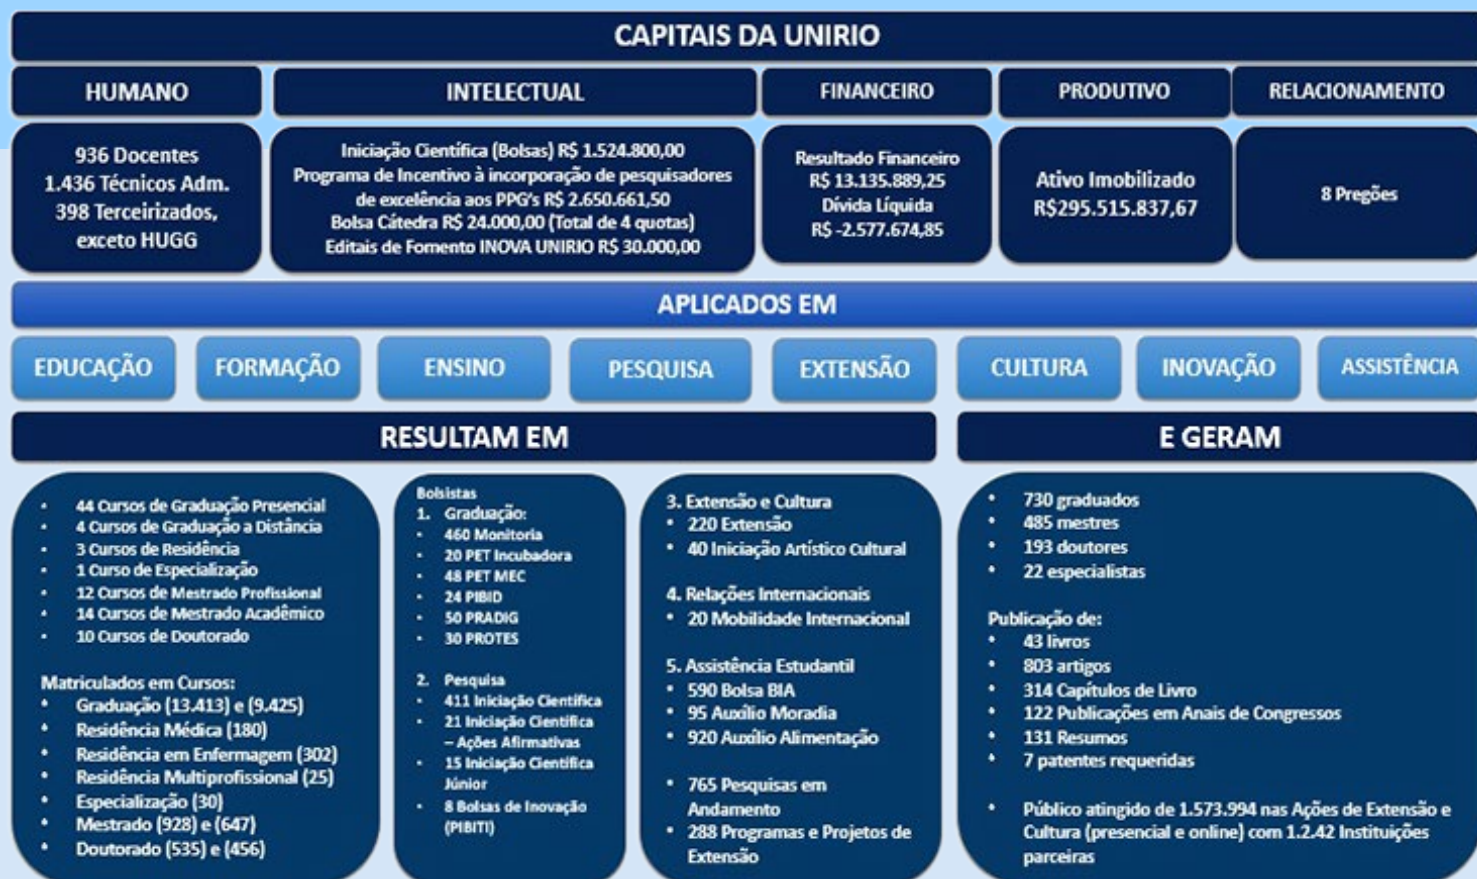 CAPITAIS DA UNIRIO
HUMANO
INTELECTUAL
FINANCEIRO
PRODUTIVO
RELACIONAMENTO
936 Docentes
1.436 Técnicos Adm.
398 Terceirizados,
exceto HUGG
Iniciação Científica (Bolsas) R$ 1.524.800,00
Programa de Incentivo à incorporação de pesquisadores
de excelência aos PPG's R$ 2.650.661,50
Bolsa Cátedra R$ 24.000,00 (Total de 4 quotas)
Editais de Fomento INOVA UNIRIO R$ 30.000,00
Resultado Financeiro
R$ 13.135.889,25
Dívida Líquida
R$ -2.577.674,85
Ativo Imobilizado
R$295.515.837,67
8 Pregões
APLICADOS EM
EDUCAÇÃO
FORMAÇÃO
ENSINO
PESQUISA
EXTENSÃO
CULTURA
INOVAÇÃO
ASSISTÊNCIA
RESULTAM EM
E GERAM
• 44 Cursos de Graduação Presencial
• 4 Cursos de Graduação a Distância
• 3 Cursos de Residência
• 1 Curso de Especialização
• 12 Cursos de Mestrado Profissional
• 14 Cursos de Mestrado Acadêmico
• 10 Cursos de Doutorado
Matriculados em Cursos:
• Graduação (13.413) e (9.425)
• Residência Médica (180)
• Residência em Enfermagem (302)
• Residência Multiprofissional (25)
• Especialização (30)
• Mestrado (928) e (647)
• Doutorado (535) e (456)
Bolsistas
1. Graduação:
• 460 Monitoria
• 20 PET Incubadora
• 48 PET MEC
• 24 PIBID
• 50 PRADIG
• 30 PROTES
2. Pesquisa
• 411 Iniciação Científica
• 21 Iniciação Científica
– Ações Afirmativas
• 15 Iniciação Científica
Júnior
• 8 Bolsas de Inovação
(PIBITI)
3. Extensão e Cultura
• 220 Extensão
• 40 Iniciação Artístico Cultural
4. Relações Internacionais
• 20 Mobilidade Internacional
5. Assistência Estudantil
• 590 Bolsa BIA
• 95 Auxílio Moradia
• 920 Auxílio Alimentação
• 765 Pesquisas em
Andamento
• 288 Programas e Projetos de
Extensão
• 730 graduados
• 485 mestres
• 193 doutores
• 22 especialistas
Publicação de:
• 43 livros
• 803 artigos
• 314 Capítulos de Livro
• 122 Publicações em Anais de Congressos
• 131 Resumos
• 7 patentes requeridas
• Público atingido de 1.573.994 nas Ações de Extensão e
Cultura (presencial e online) com 1.2.42 Instituições
parceiras